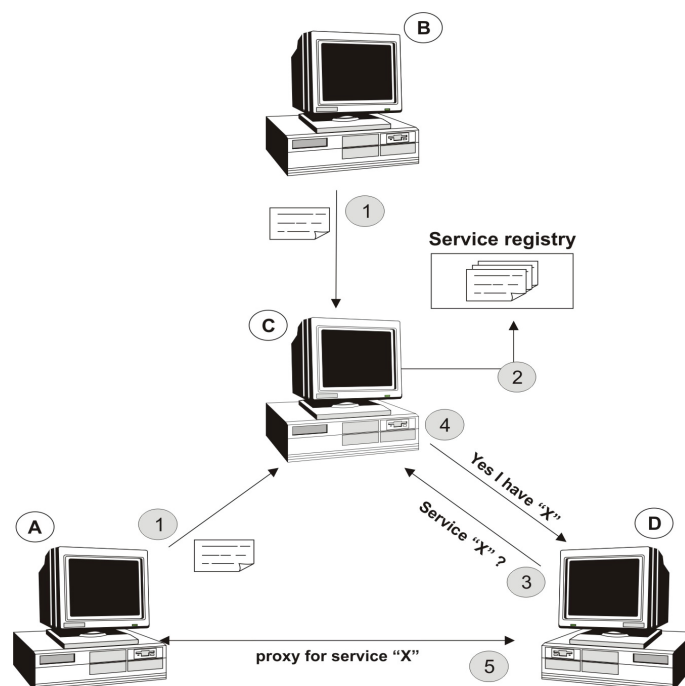 B
1
Service registry
C
2
4
Yes I have “X”
Service “X” ?
A
1
D
3
proxy for service “X”
5